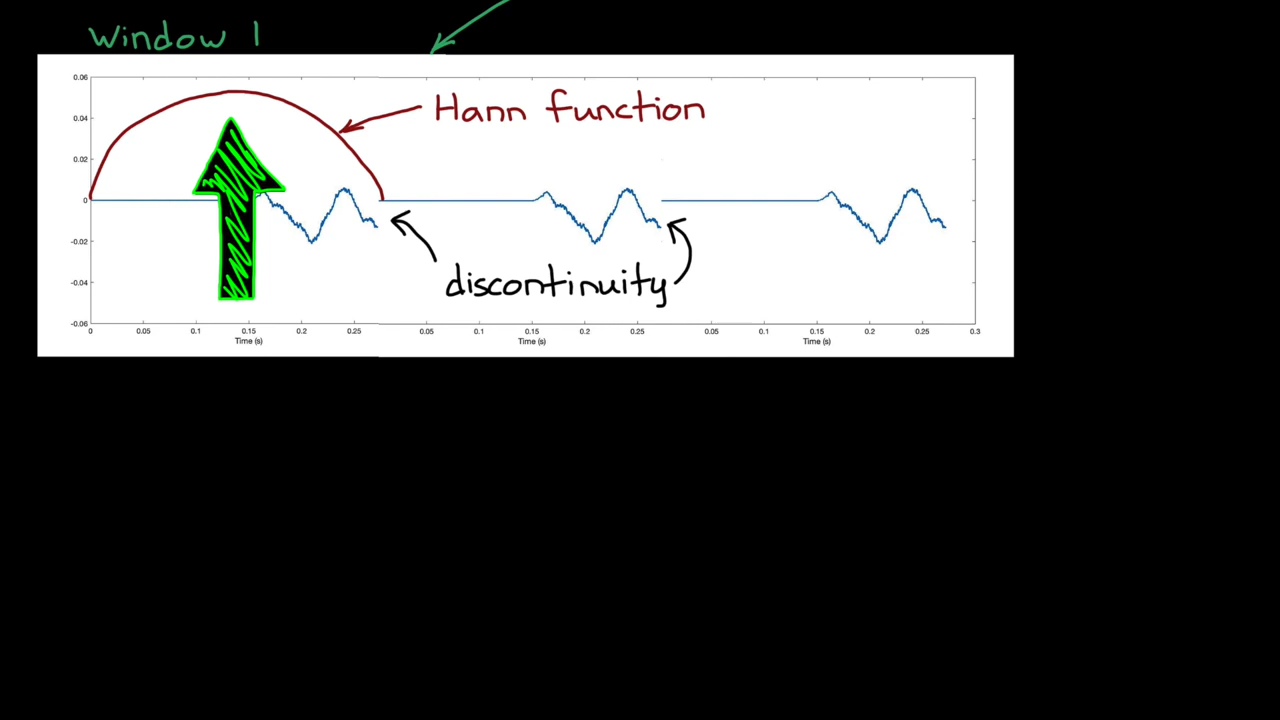 Window 1
Hann function
discontinuity
0.06
0.04
0.02
0
-0.02
-0.04
-0.06
0 0.05 0.1 0.15 0.2 0.25 0.05 0.1 0.15 0.2 0.25 0.05 0.1 0.15 0.2 0.25 0.3
Time (s) Time (s) Time (s)